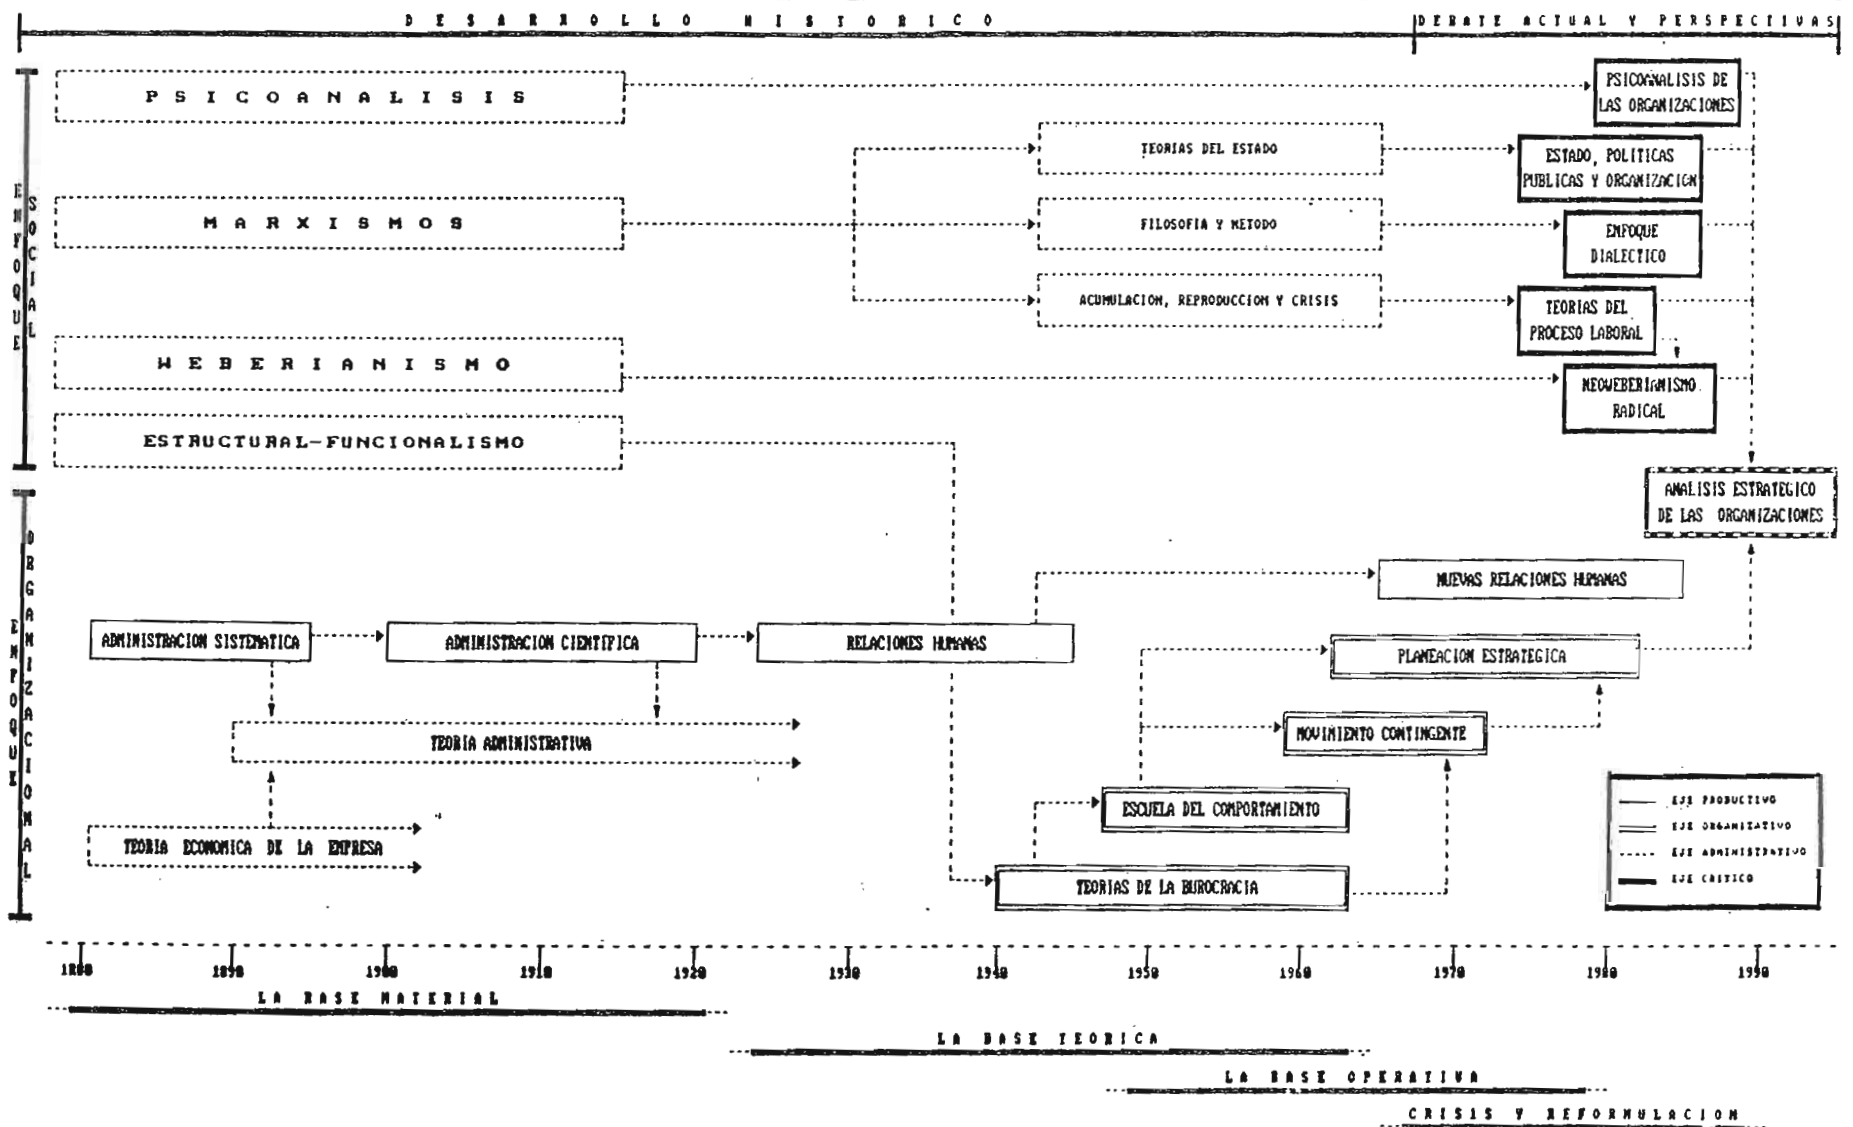 DESARROLLO HISTORICO
DEBATE ACTUAL Y PERSPECTIVAS
ENFOQUE
SOCIAL
PSICOANALISIS
PSICOANALISIS DE
LAS ORGANIZACIONES
TEORIAS DEL ESTADO
ESTADO, POLITICAS
PUBLICAS Y ORGANIZACION
MARXISMOS
FILOSOFIA Y METODO
ENFOQUE
DIALECTICO
ACUMULACION, REPRODUCCION Y CRISIS
TEORIAS DEL
PROCESO LABORAL
WEBERIANISMO
NEOWEBERIANISMO
RADICAL
ESTRUCTURAL-FUNCIONALISMO
ANALISIS ESTRATEGICO
DE LAS ORGANIZACIONES
ENFOQUE
ORGANIZACIONAL
NUEVAS RELACIONES HUMANAS
ADMINISTRACION SISTEMATICA
ADMINISTRACION CIENTIFICA
RELACIONES HUMANAS
PLANEACION ESTRATEGICA
TEORIA ADMINISTRATIVA
MOVIMIENTO CONTINGENTE
ESCUELA DEL COMPORTAMIENTO
TEORIA ECONOMICA DE LA EMPRESA
TEORIAS DE LA BUROCRACIA
EJE PRODUCTIVO
EJE ORGANIZATIVO
EJE ADMINISTRATIVO
EJE CRITICO
1880 1890 1900 1910 1920 1930 1940 1950 1960 1970 1980 1990
LA BASE MATERIAL
LA BASE TEORICA
LA BASE OPERATIVA
CRISIS Y REFORMULACION